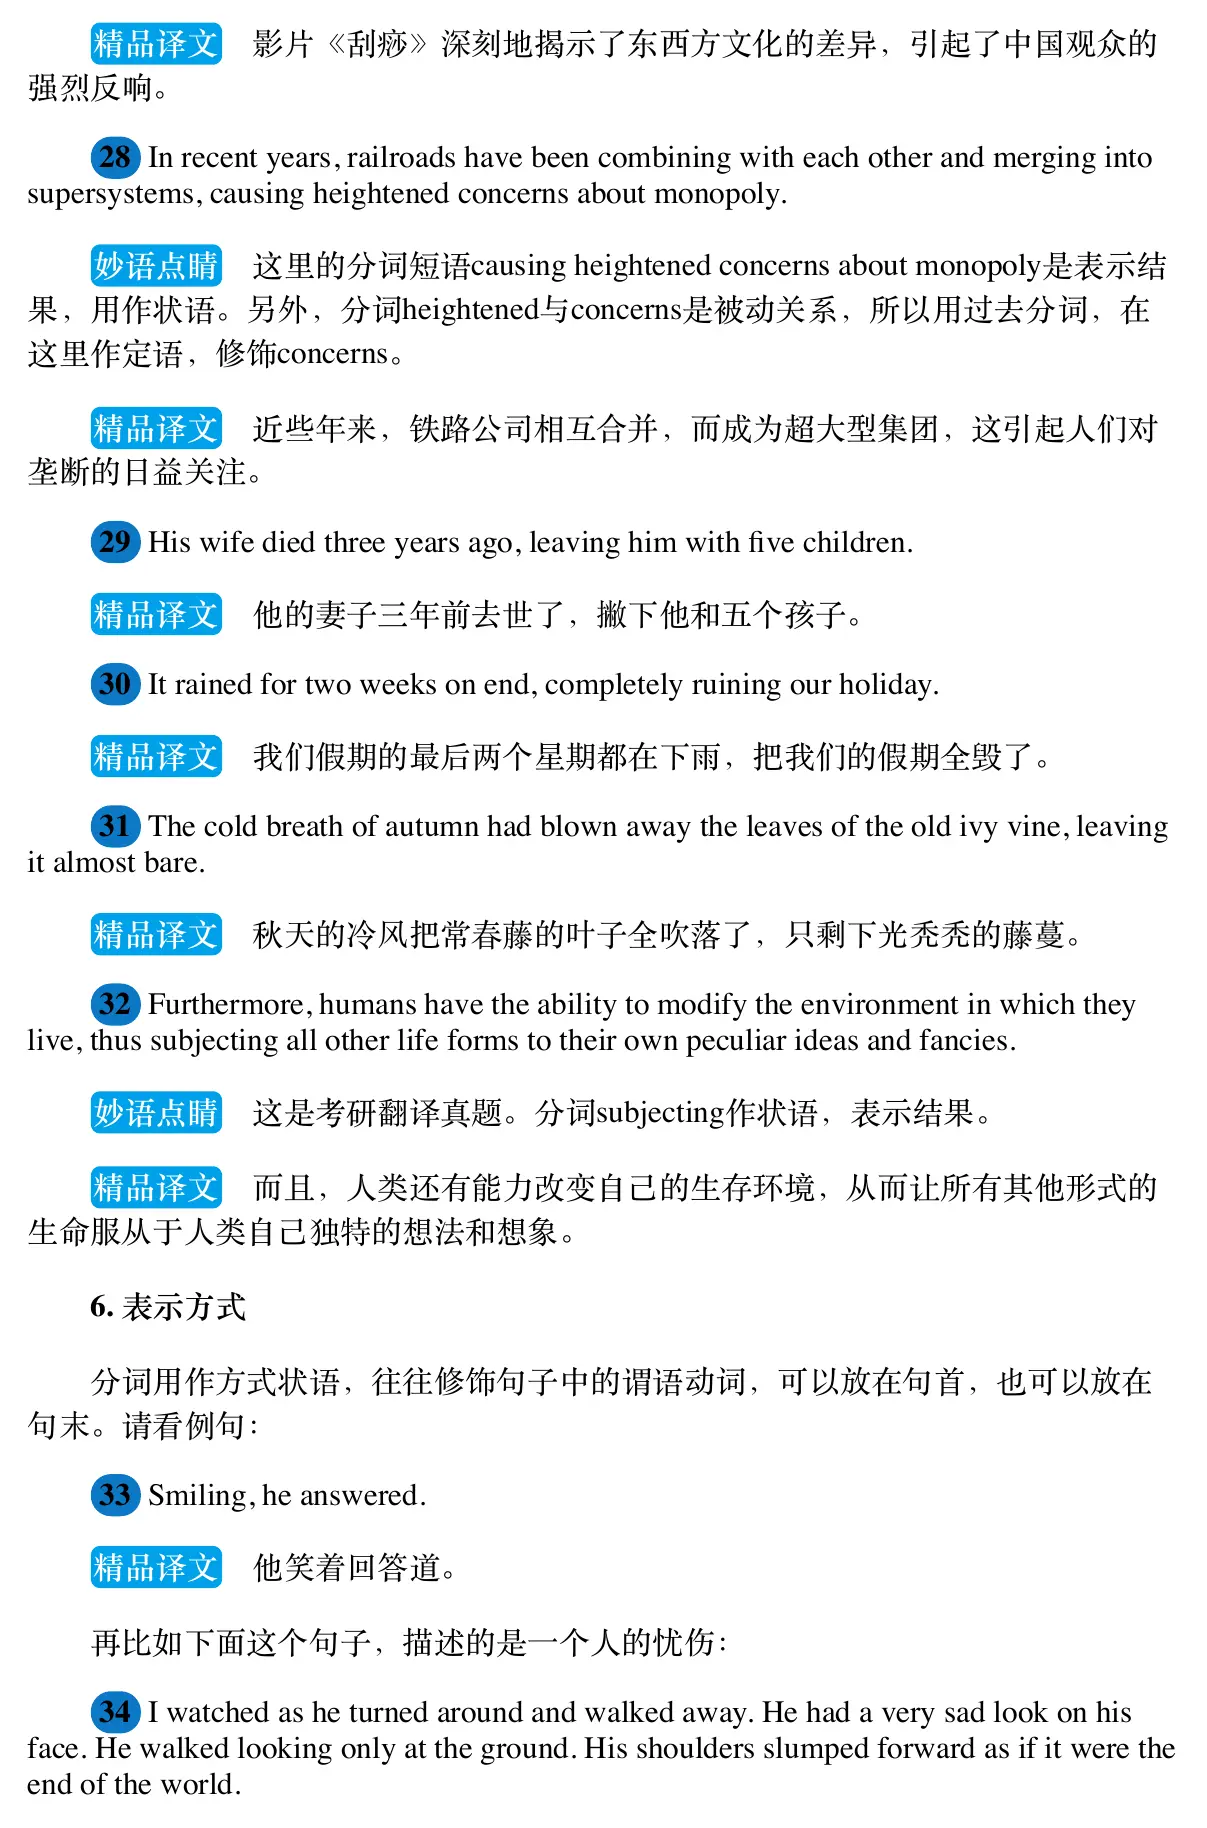 精品译文 影片《刮痧》深刻地揭示了东西方文化的差异，引起了中国观众的
强烈反响。
28 In recent years, railroads have been combining with each other and merging into
supersystems, causing heightened concerns about monopoly.
妙语点睛 这里的分词短语causing heightened concerns about monopoly是表示结
果，用作状语。另外，分词heightened与concerns是被动关系，所以用过去分词，在
这里作定语，修饰concerns。
精品译文 近些年来，铁路公司相互合并，而成为超大型集团，这引起人们对
垄断的日益关注。
29 His wife died three years ago, leaving him with five children.
精品译文 他的妻子三年前去世了，撇下他和五个孩子。
30 It rained for two weeks on end, completely ruining our holiday.
精品译文 我们假期的最后两个星期都在下雨，把我们的假期全毁了。
31 The cold breath of autumn had blown away the leaves of the old ivy vine, leaving
it almost bare.
精品译文 秋天的冷风把常春藤的叶子全吹落了，只剩下光秃秃的藤蔓。
32 Furthermore, humans have the ability to modify the environment in which they
live, thus subjecting all other life forms to their own peculiar ideas and fancies.
妙语点睛 这是考研翻译真题。分词subjecting作状语，表示结果。
精品译文 而且，人类还有能力改变自己的生存环境，从而让所有其他形式的
生命服从于人类自己独特的想法和想象。
6. 表示方式
分词用作方式状语，往往修饰句子中的谓语动词，可以放在句首，也可以放在
句末。请看例句：
33 Smiling, he answered.
精品译文 他笑着回答道。
再比如下面这个句子，描述的是一个人的忧伤：
34 I watched as he turned around and walked away. He had a very sad look on his
face. He walked looking only at the ground. His shoulders slumped forward as if it were the
end of the world.